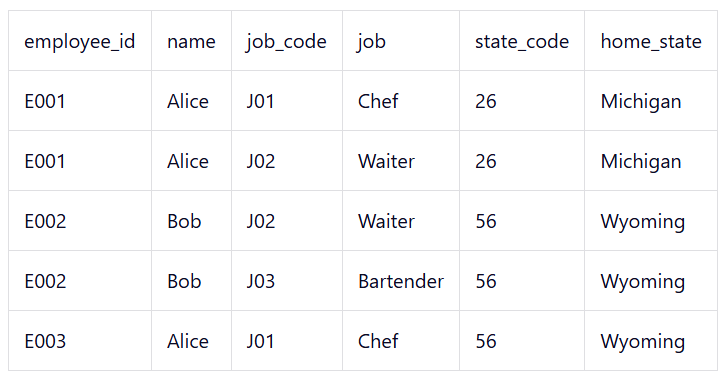 employee_id name job_code job state_code home_state
E001 Alice J01 Chef 26 Michigan
E001 Alice J02 Waiter 26 Michigan
E002 Bob J02 Waiter 56 Wyoming
E002 Bob J03 Bartender 56 Wyoming
E003 Alice J01 Chef 56 Wyoming